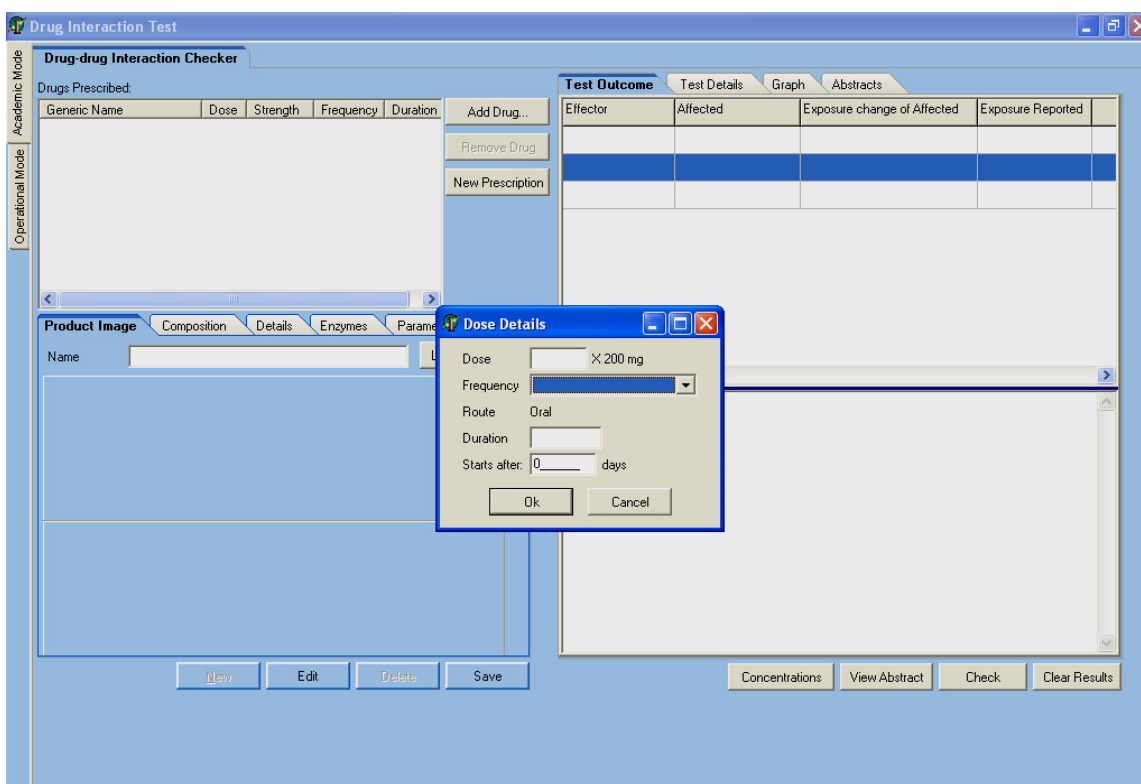 Drug Interaction Test
Academic Mode
Operational Mode
Drug-drug Interaction Checker
Drugs Prescribed:
Generic Name Dose Strength Frequency Duration
Add Drug...
Remove Drug
New Prescription
Test Outcome Test Details Graph Abstracts
Effector Affected Exposure change of Affected Exposure Reported
Product Image Composition Details Enzymes Parame
Name L
Dose Details
Dose X 200 mg
Frequency
Route Oral
Duration
Starts after: 0______ days
Ok Cancel
New Edit Delete Save
Concentrations View Abstract Check Clear Results